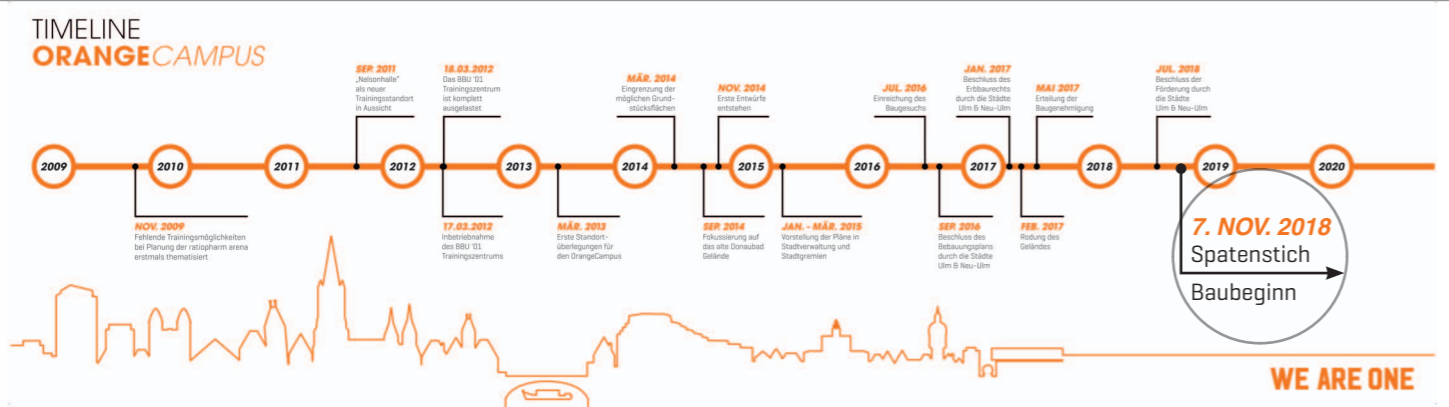 TIMELINE
ORANGECAMPUS
SEP. 2011
„Nelsonhalle"
als neuer
Trainingsstandort
in Aussicht
18.03.2012
Das BBU '01
Trainingszentrum
ist komplett
ausgelastet
MÄR. 2014
Eingrenzung der
möglichen Grund-
stücksflächen
NOV. 2014
Erste Entwürfe
entstehen
JUL. 2016
Einreichung des
Baugesuchs
JAN. 2017
Beschluss des
Erbbaurechts
durch die Städte
Ulm & Neu-Ulm
MAI 2017
Erteilung der
Baugenehmigung
JUL. 2018
Beschluss der
Förderung durch
die Städte
Ulm & Neu-Ulm
2009 2010 2011 2012 2013 2014 2015 2016 2017 2018 2019 2020
NOV. 2009
Fehlende Trainingsmöglichkeiten
bei Planung der ratiopharm arena
erstmals thematisiert
17.03.2012
Inbetriebnahme
des BBU '01
Trainingszentrums
MÄR. 2013
Erste Standort-
überlegungen für
den OrangeCampus
SEP. 2014
Fokussierung auf
das alte Donaubad
Gelände
JAN. - MÄR. 2015
Vorstellung der Pläne in
Stadtverwaltung und
Stadtgremien
SEP. 2016
Beschluss des
Bebauungsplans
durch die Städte
Ulm & Neu-Ulm
FEB. 2017
Rodung des
Geländes
7. NOV. 2018
Spatenstich
Baubeginn
WE ARE ONE